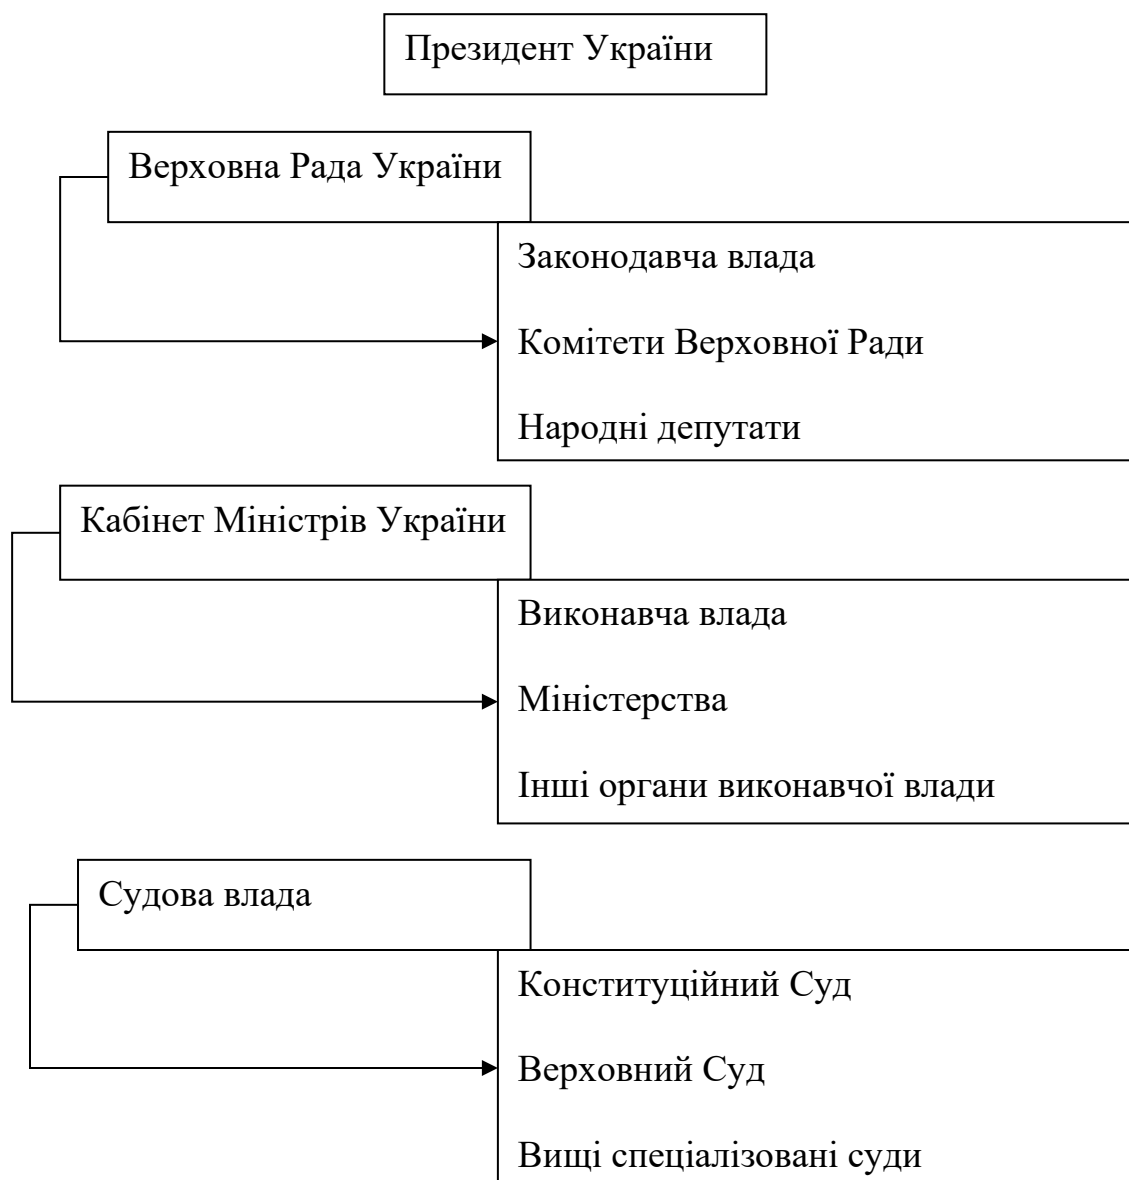 Президент України
Верховна Рада України
Законодавча влада
Комітети Верховної Ради
Народні депутати
Кабінет Міністрів України
Виконавча влада
Міністерства
Інші органи виконавчої влади
Судова влада
Конституційний Суд
Верховний Суд
Вищі спеціалізовані суди